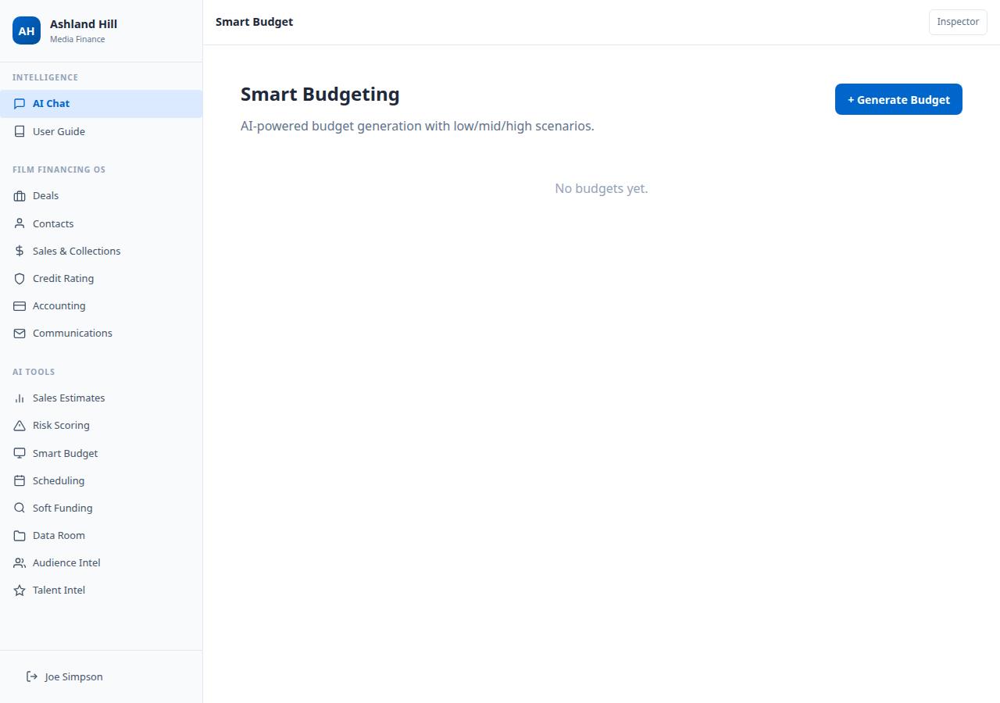 AH
Ashland Hill
Media Finance
INTELLIGENCE
AI Chat
User Guide
FILM FINANCING OS
Deals
Contacts
Sales & Collections
Credit Rating
Accounting
Communications
AI TOOLS
Sales Estimates
Risk Scoring
Smart Budget
Scheduling
Soft Funding
Data Room
Audience Intel
Talent Intel
Joe Simpson
Smart Budget
Inspector
Smart Budgeting
+ Generate Budget
AI-powered budget generation with low/mid/high scenarios.
No budgets yet.